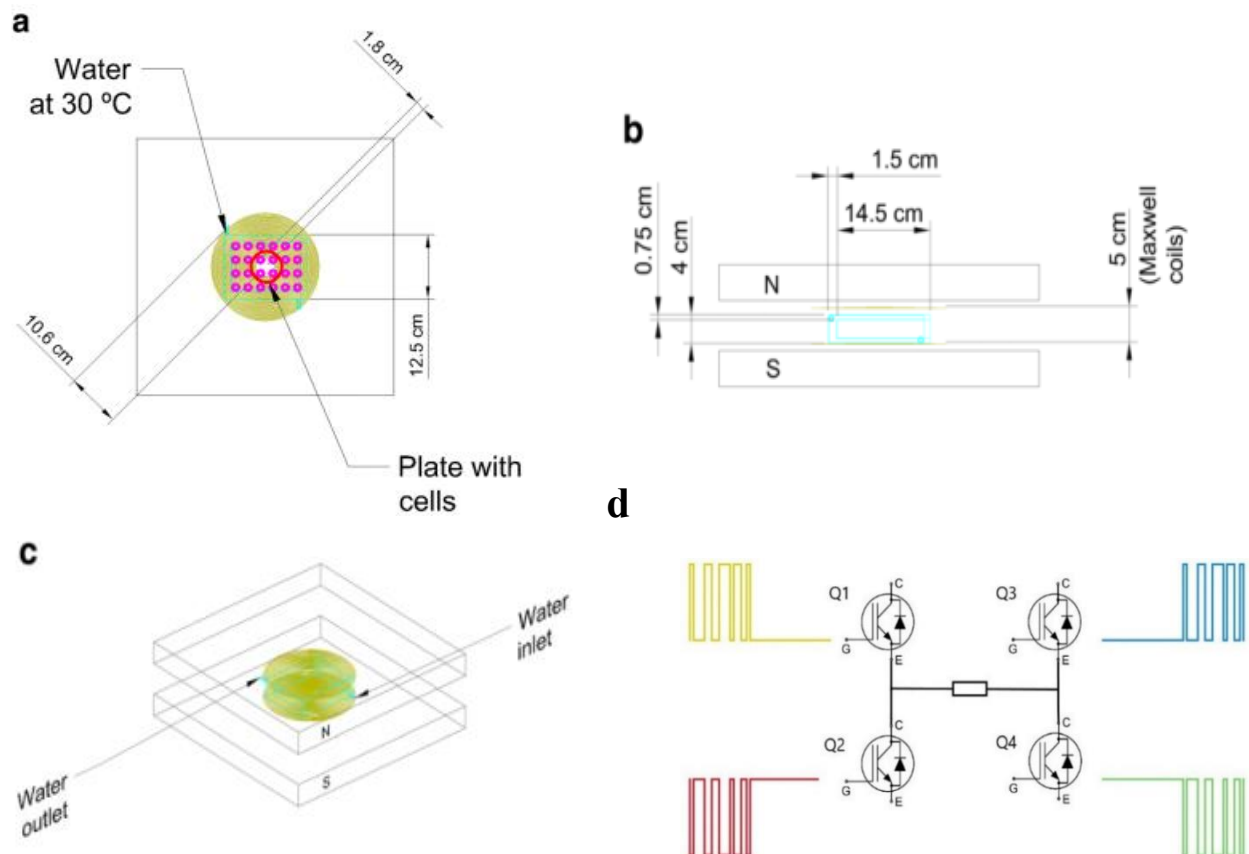 a
1.8 cm
Water
at 30 ºC
10.6 cm
12.5 cm
Plate with
cells
b
1.5 cm
14.5 cm
0.75 cm
4 cm
5 cm
(Maxwell
coils)
N
S
c
Water
inlet
N
S
Water
outlet
d
Q1
C
G
E
Q3
C
G
E
Q2
C
G
E
Q4
C
G
E